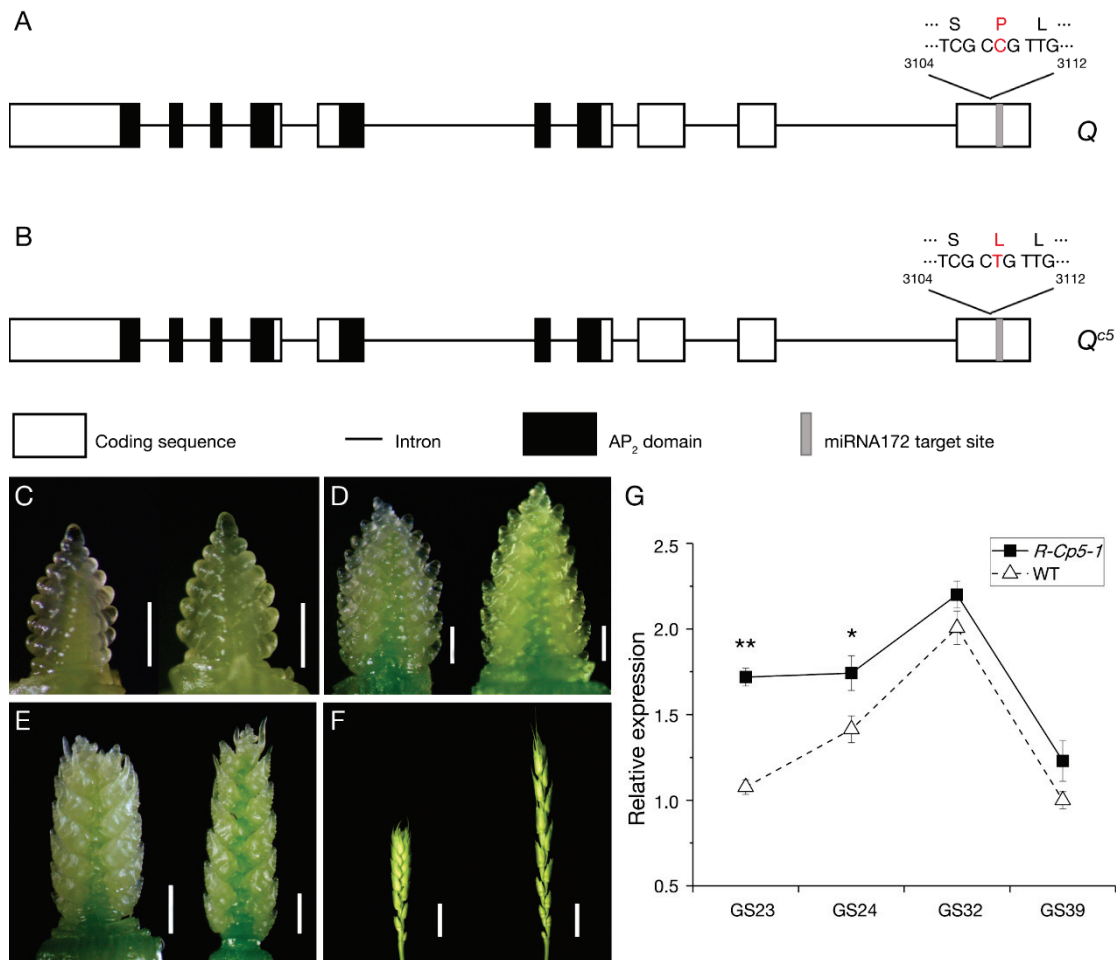 A
··· S P L ···
···TCG CCG TTG···
3104 3112
Q
B
··· S L L ···
···TCG CTG TTG···
3104 3112
Q^c5
Coding sequence
Intron
AP₂ domain
miRNA172 target site
C
D
E
F
G
Relative expression
2.5
2.0
1.5
1.0
0.5
R-Cp5-1
WT
**
*
GS23 GS24 GS32 GS39